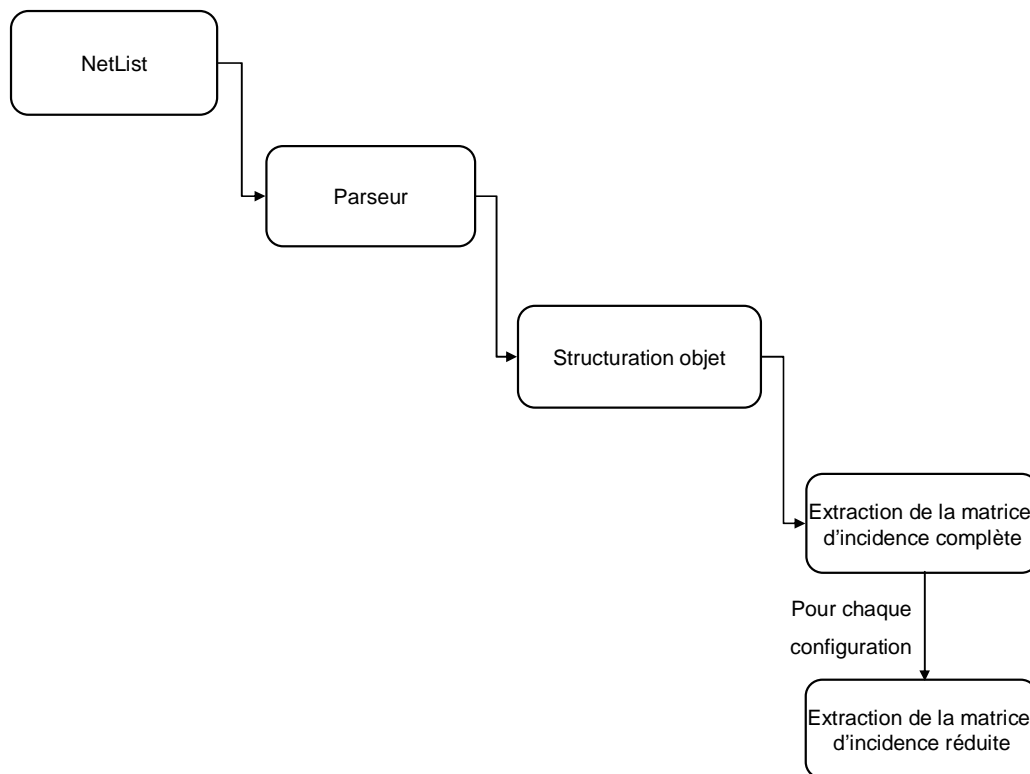 NetList
Parseur
Structuration objet
Extraction de la matrice
d’incidence complète
Pour chaque
configuration
Extraction de la matrice
d’incidence réduite